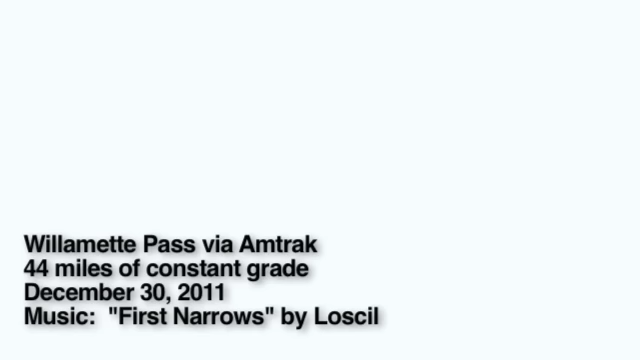 Willamette Pass via Amtrak
44 miles of constant grade
December 30, 2011
Music:  "First Narrows" by Loscil